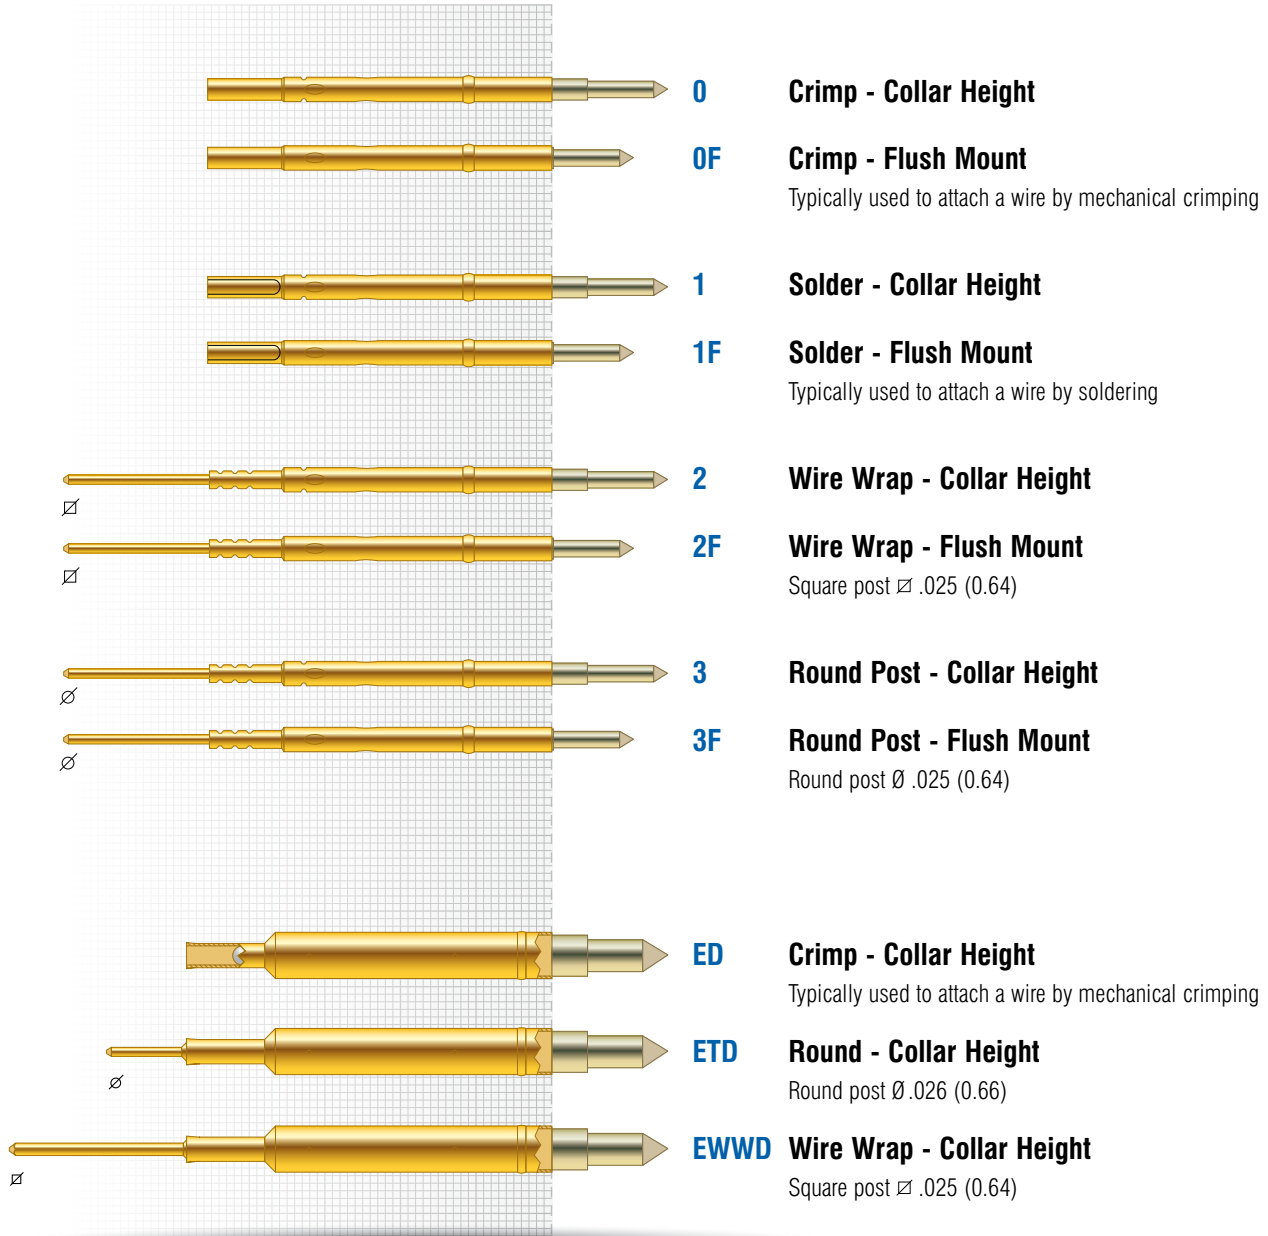 0 Crimp - Collar Height
0F Crimp - Flush Mount
Typically used to attach a wire by mechanical crimping
1 Solder - Collar Height
1F Solder - Flush Mount
Typically used to attach a wire by soldering
2 Wire Wrap - Collar Height
2F Wire Wrap - Flush Mount
Square post ⌷ .025 (0.64)
3 Round Post - Collar Height
3F Round Post - Flush Mount
Round post Ø .025 (0.64)
ED Crimp - Collar Height
Typically used to attach a wire by mechanical crimping
ETD Round - Collar Height
Round post Ø .026 (0.66)
EWWD Wire Wrap - Collar Height
Square post ⌷ .025 (0.64)